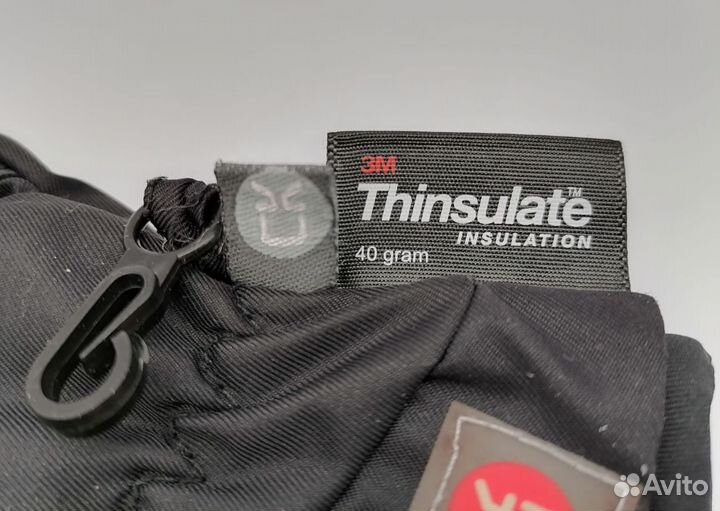 3M
Thinsulate™
INSULATION
40 gram
Avito